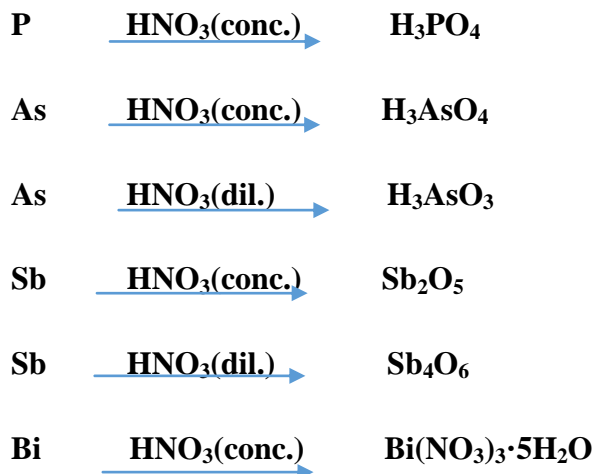 P HNO₃(conc.) H₃PO₄
As HNO₃(conc.) H₃AsO₄
As HNO₃(dil.) H₃AsO₃
Sb HNO₃(conc.) Sb₂O₅
Sb HNO₃(dil.) Sb₄O₆
Bi HNO₃(conc.) Bi(NO₃)₃·5H₂O